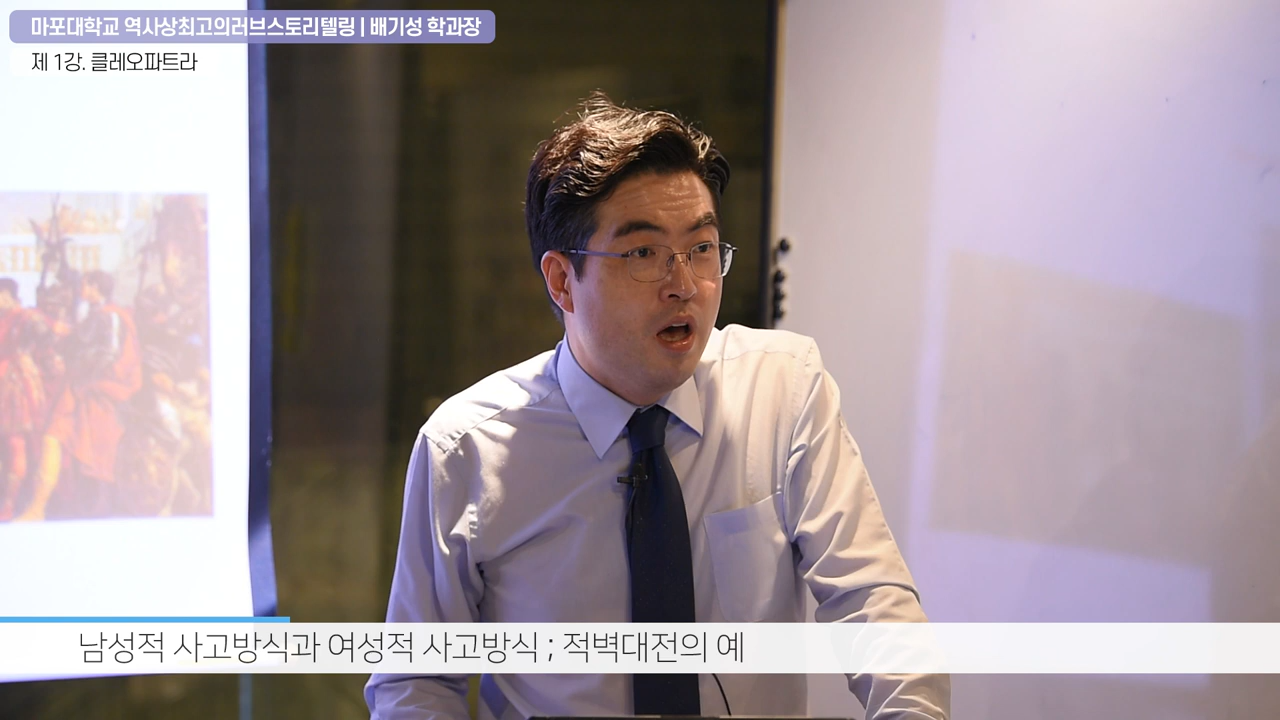 마포대학교 역사상최고의러브스토리텔링 | 배기성 학과장
제 1강. 클레오파트라
남성적 사고방식과 여성적 사고방식 ; 적벽대전의 예